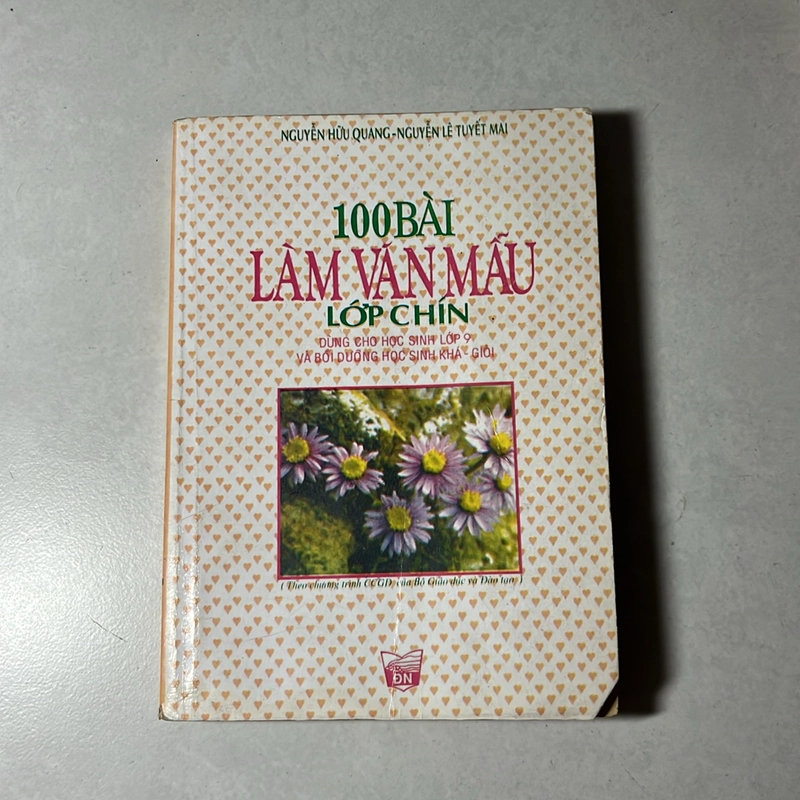 NGUYỄN HỮU QUANG-NGUYỄN LÊ TUYẾT MAI
100 BÀI
LÀM VĂN MẪU
LỚP CHÍN
DÙNG CHO HỌC SINH LỚP 9
VÀ BỒI DƯỠNG HỌC SINH KHÁ - GIỎI
( Theo chương trình CCGD của Bộ Giáo dục và Đào tạo )
ĐN